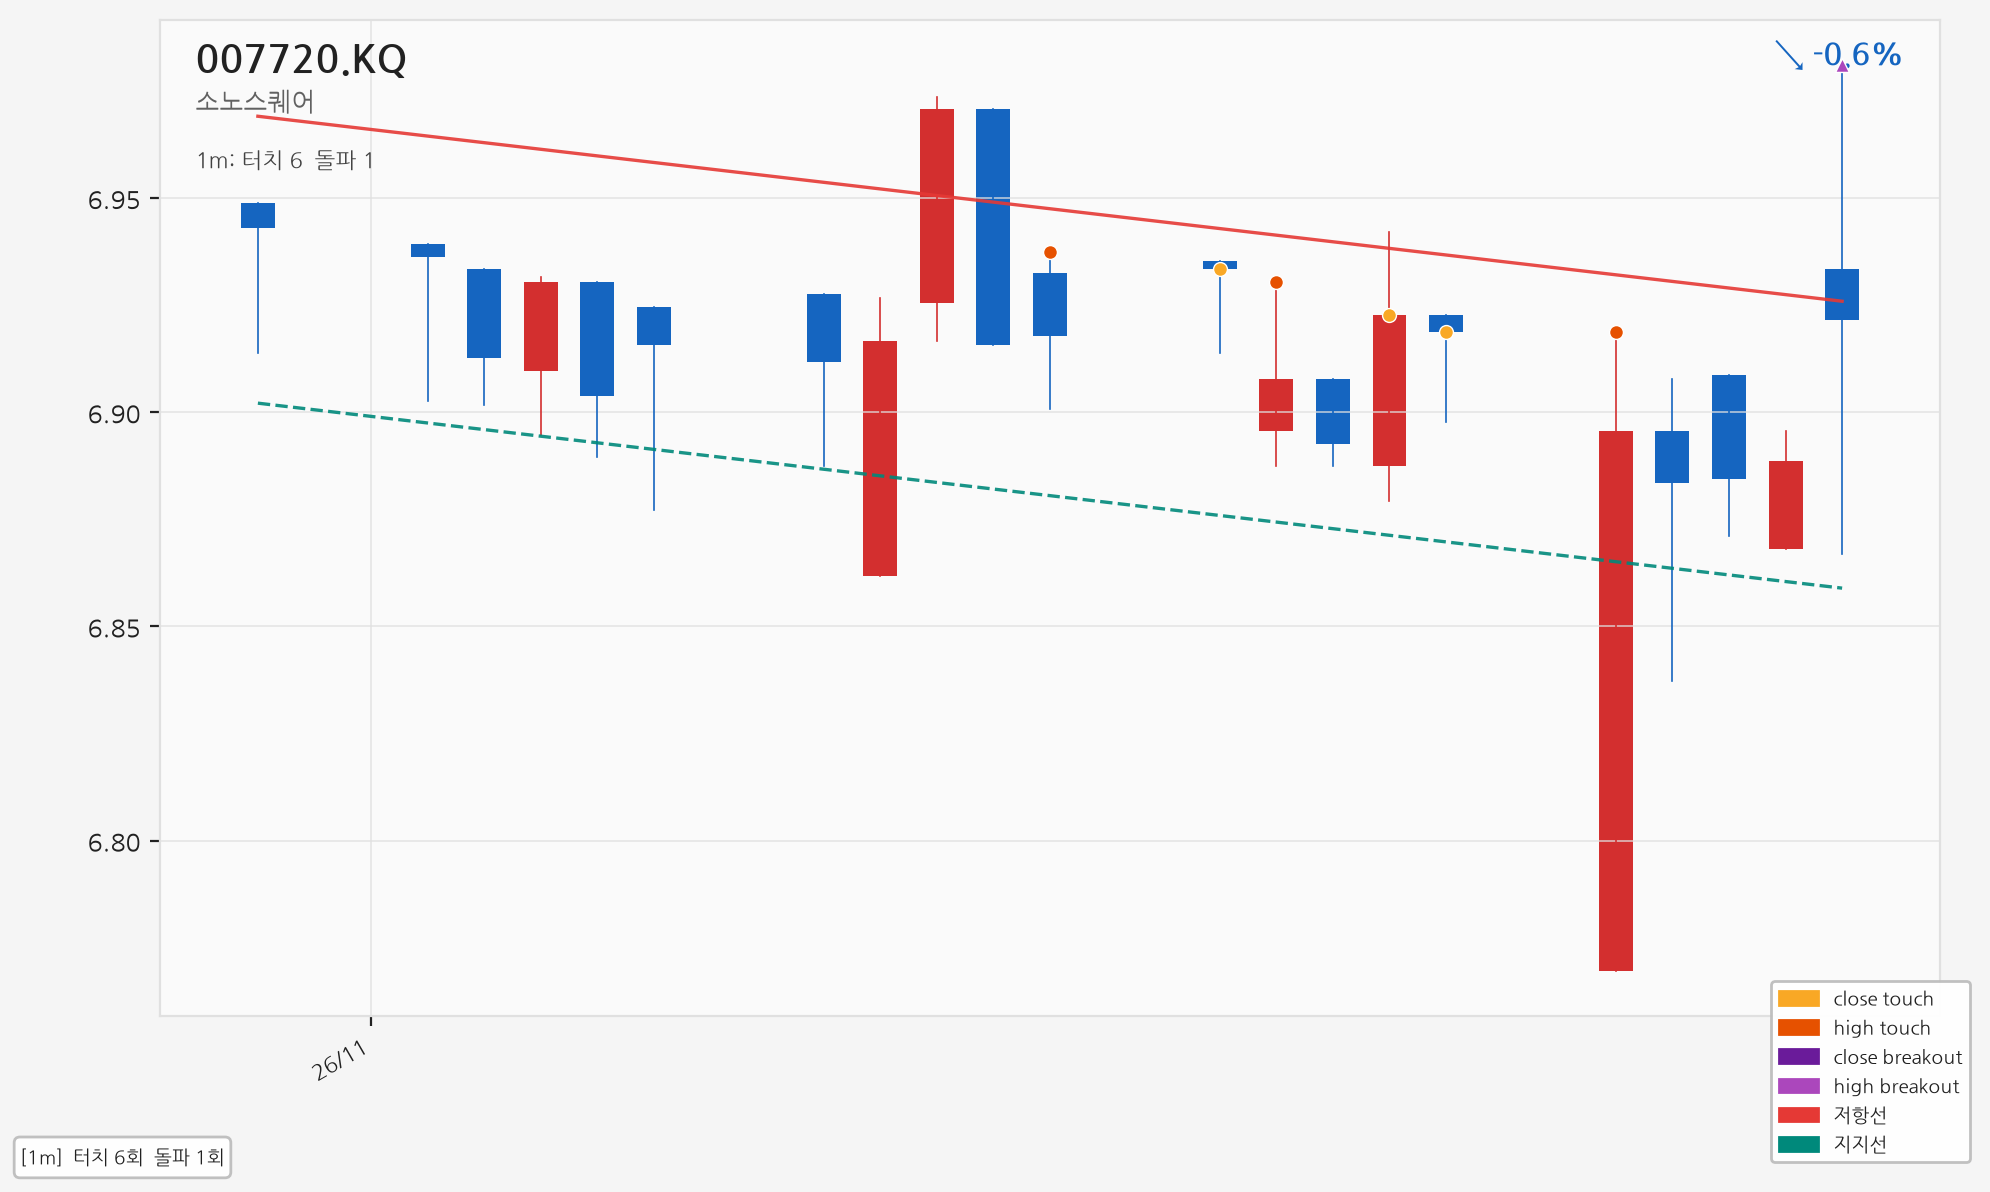 007720.KQ
소노스퀘어
1m: 터치 6 돌파 1
-0.6%
6.95
6.90
6.85
6.80
26/11
close touch
high touch
close breakout
high breakout
저항선
지지선
[1m] 터치 6회 돌파 1회